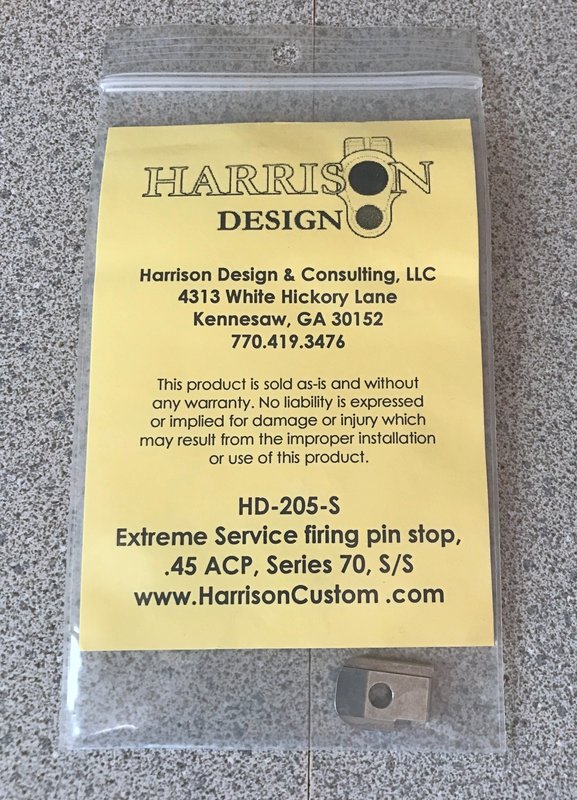 HARRISON
DESIGN
Harrison Design & Consulting, LLC
4313 White Hickory Lane
Kennesaw, GA 30152
770.419.3476
This product is sold as-is and without
any warranty. No liability is expressed
or implied for damage or injury which
may result from the improper installation
or use of this product.
HD-205-S
Extreme Service firing pin stop,
.45 ACP, Series 70, S/S
www.HarrisonCustom .com